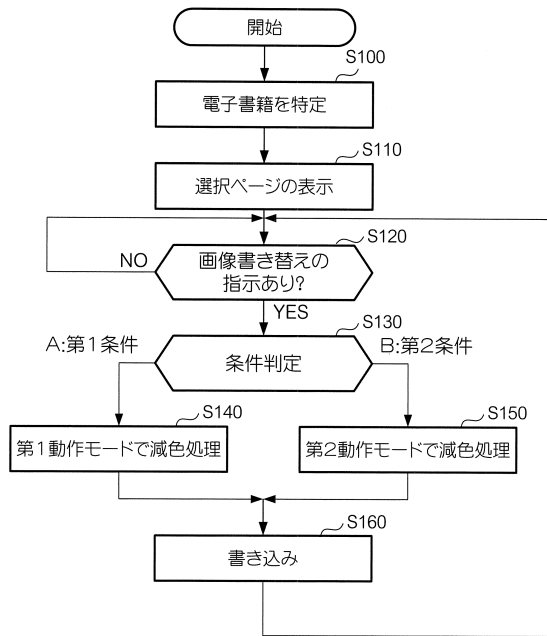 開始
S100
電子書籍を特定
S110
選択ページの表示
S120
画像書き替えの
指示あり?
NO
YES
S130
A:第1条件
条件判定
B:第2条件
S140
第1動作モードで減色処理
S150
第2動作モードで減色処理
S160
書き込み